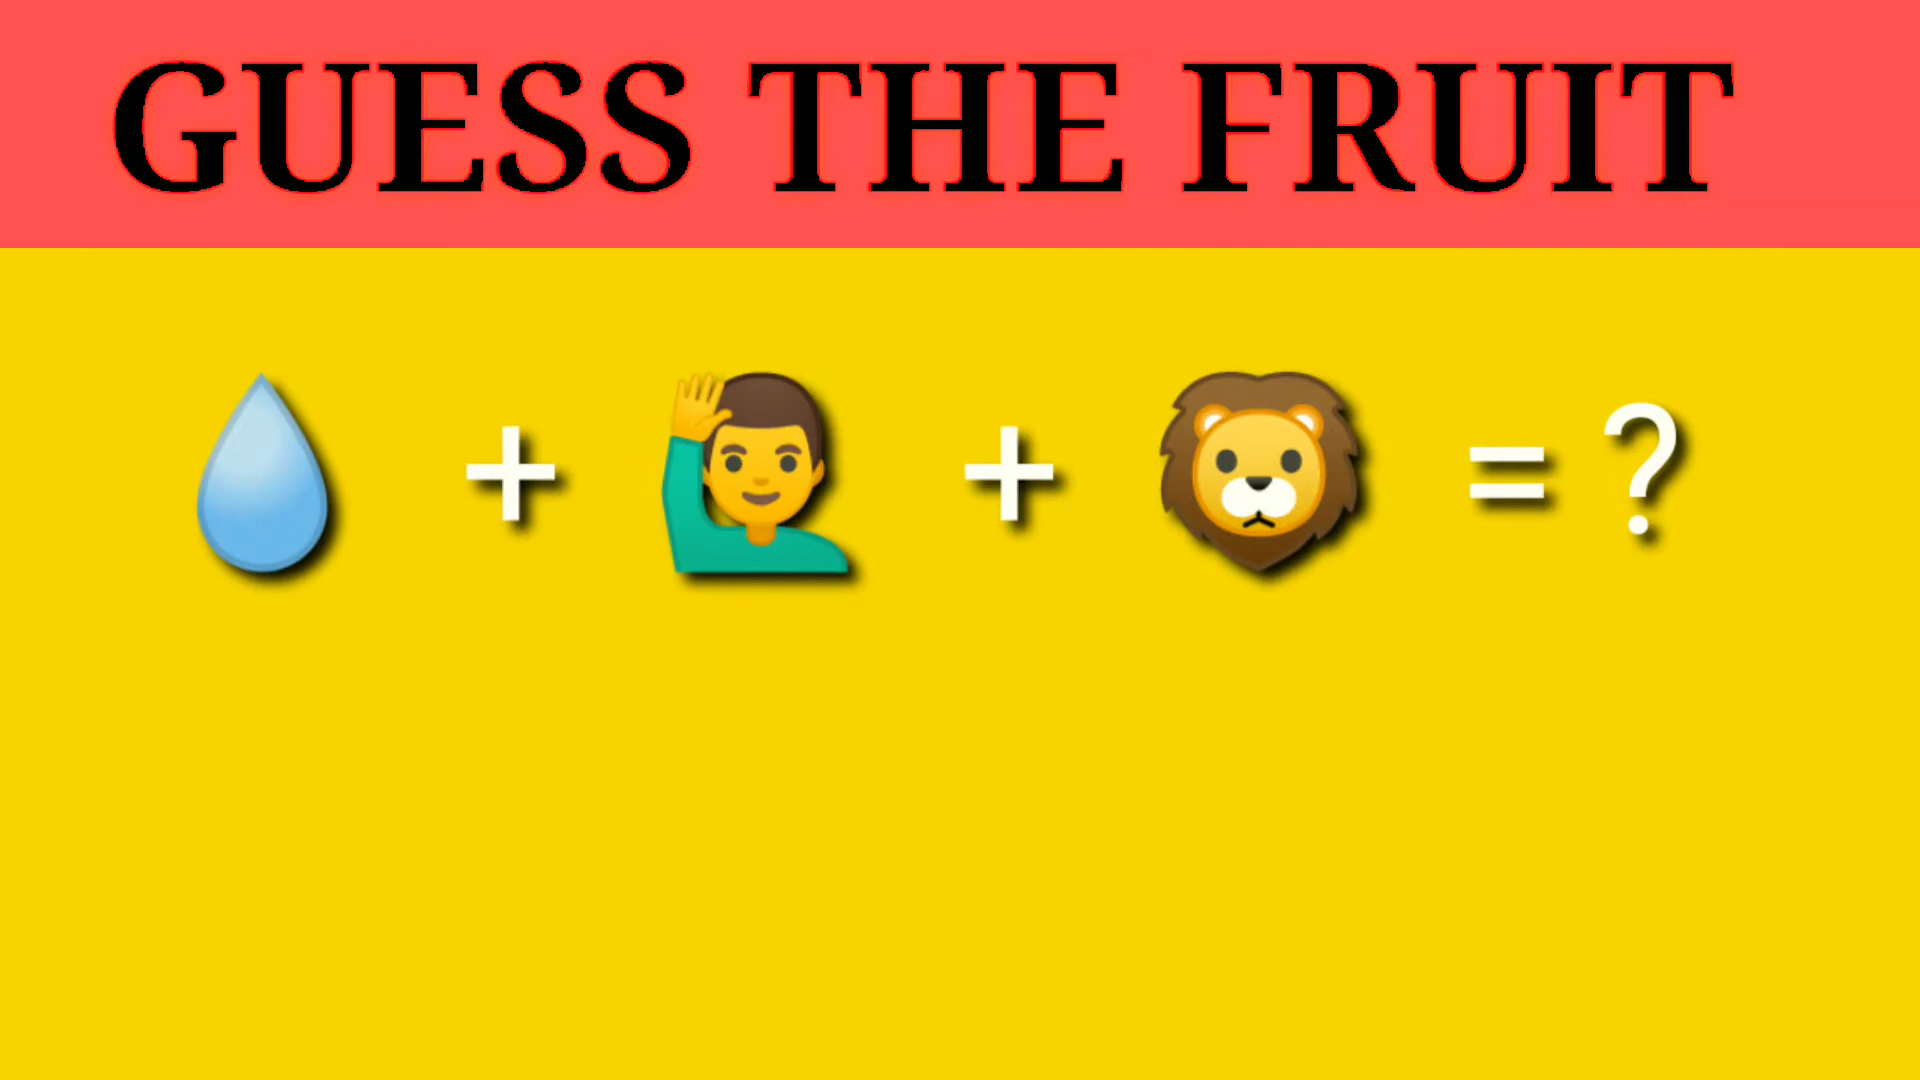 GUESS THE FRUIT
+ + = ?